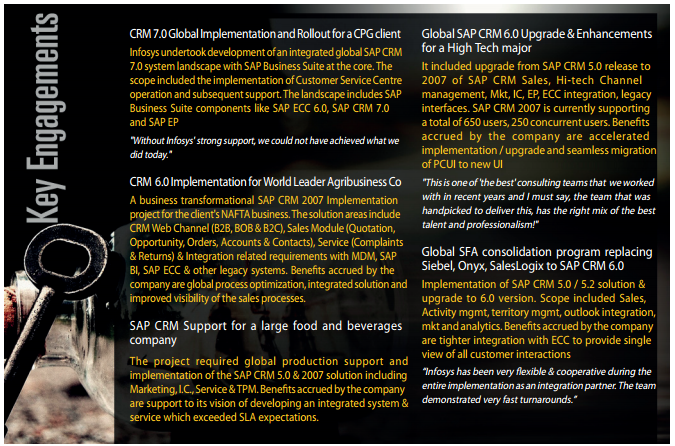 Key Engagements
CRM 7.0 Global Implementation and Rollout for a CPG client
Infosys undertook development of an integrated global SAP CRM
7.0 system landscape with SAP Business Suite at the core. The
scope included the implementation of Customer Service Centre
operation and subsequent support. The landscape includes SAP
Business Suite components like SAP ECC 6.0, SAP CRM 7.0
and SAP EP
"Without Infosys' strong support, we could not have achieved what we
did today."
CRM 6.0 Implementation for World Leader Agribusiness Co
A business transformational SAP CRM 2007 Implementation
project for the client's NAFTA business. The solution areas include
CRM Web Channel (B2B, BOB & B2C), Sales Module (Quotation,
Opportunity, Orders, Accounts & Contacts), Service (Complaints
& Returns) & Integration related requirements with MDM, SAP
BI, SAP ECC & other legacy systems. Benefits accrued by the
company are global process optimization, integrated solution and
improved visibility of the sales processes.
SAP CRM Support for a large food and beverages
company
The project required global production support and
implementation of the SAP CRM 5.0 & 2007 solution including
Marketing, I.C., Service & TPM. Benefits accrued by the company
are support to its vision of developing an integrated system &
service which exceeded SLA expectations.
Global SAP CRM 6.0 Upgrade & Enhancements
for a High Tech major
It included upgrade from SAP CRM 5.0 release to
2007 of SAP CRM Sales, Hi-tech Channel
management, Mkt, IC, EP, ECC integration, legacy
interfaces. SAP CRM 2007 is currently supporting
a total of 650 users, 250 concurrent users. Benefits
accrued by the company are accelerated
implementation / upgrade and seamless migration
of PCUI to new UI
"This is one of 'the best' consulting teams that we worked
with in recent years and I must say, the team that was
handpicked to deliver this, has the right mix of the best
talent and professionalism!"
Global SFA consolidation program replacing
Siebel, Onyx, SalesLogix to SAP CRM 6.0
Implementation of SAP CRM 5.0 / 5.2 solution &
upgrade to 6.0 version. Scope included Sales,
Activity mgmt, territory mgmt, outlook integration,
mkt and analytics. Benefits accrued by the company
are tighter integration with ECC to provide single
view of all customer interactions
"Infosys has been very flexible & cooperative during the
entire implementation as an integration partner. The team
demonstrated very fast turnarounds."